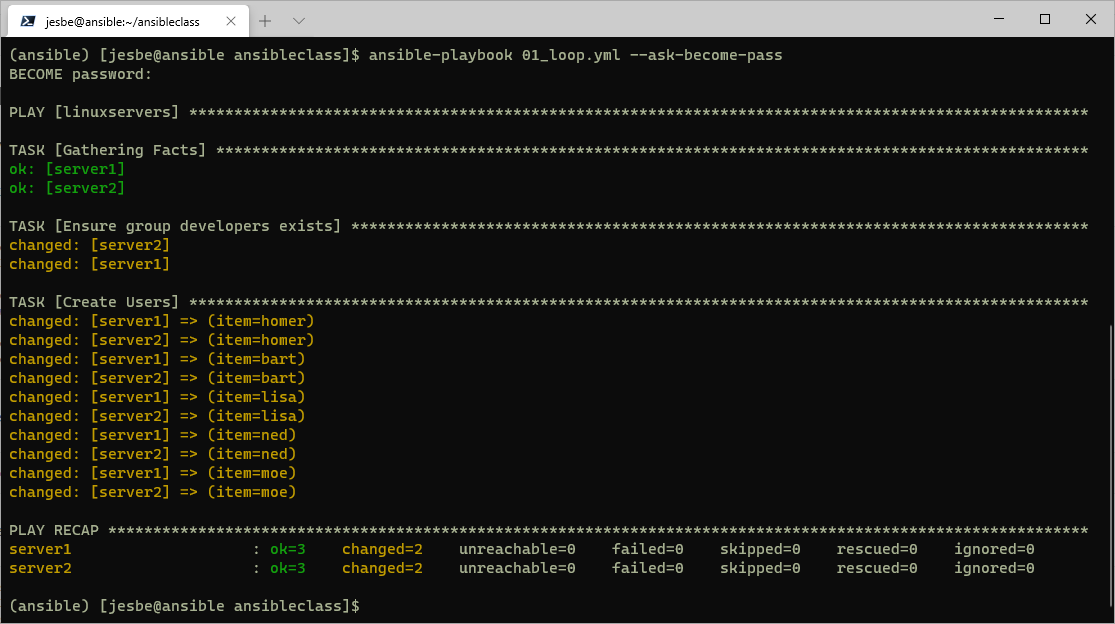 jesbe@ansible:~/ansibleclass
(ansible) [jesbe@ansible ansibleclass]$ ansible-playbook 01_loop.yml --ask-become-pass
BECOME password:
PLAY [linuxservers] ****************************************************************************************************
TASK [Gathering Facts] *************************************************************************************************
ok: [server1]
ok: [server2]
TASK [Ensure group developers exists] **********************************************************************************
changed: [server2]
changed: [server1]
TASK [Create Users] ****************************************************************************************************
changed: [server1] => (item=homer)
changed: [server2] => (item=homer)
changed: [server1] => (item=bart)
changed: [server2] => (item=bart)
changed: [server1] => (item=lisa)
changed: [server2] => (item=lisa)
changed: [server1] => (item=ned)
changed: [server2] => (item=ned)
changed: [server1] => (item=moe)
changed: [server2] => (item=moe)
PLAY RECAP *************************************************************************************************************
server1                    : ok=3    changed=2    unreachable=0    failed=0    skipped=0    rescued=0    ignored=0
server2                    : ok=3    changed=2    unreachable=0    failed=0    skipped=0    rescued=0    ignored=0
(ansible) [jesbe@ansible ansibleclass]$